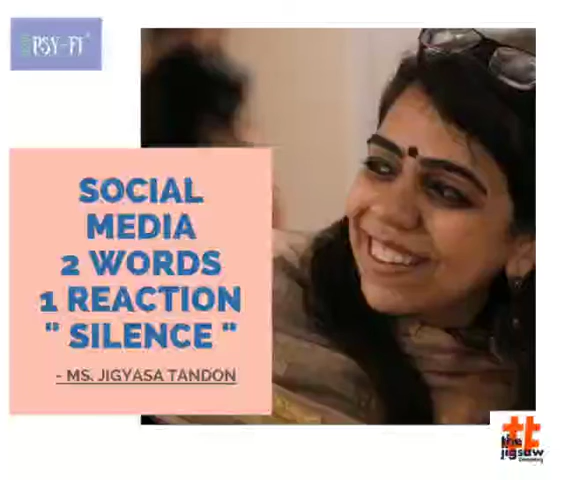 PSY-FI
SOCIAL
MEDIA
2 WORDS
1 REACTION
" SILENCE "
- MS. JIGYASA TANDON
the
jigsaw